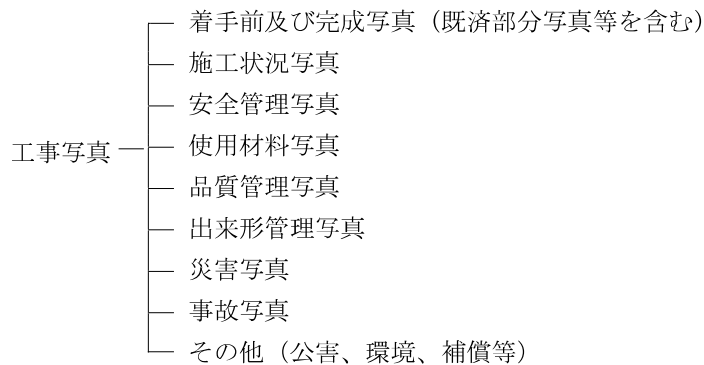 着手前及び完成写真（既済部分写真等を含む）
施工状況写真
安全管理写真
工事写真
使用材料写真
品質管理写真
出来形管理写真
災害写真
事故写真
その他（公害、環境、補償等）